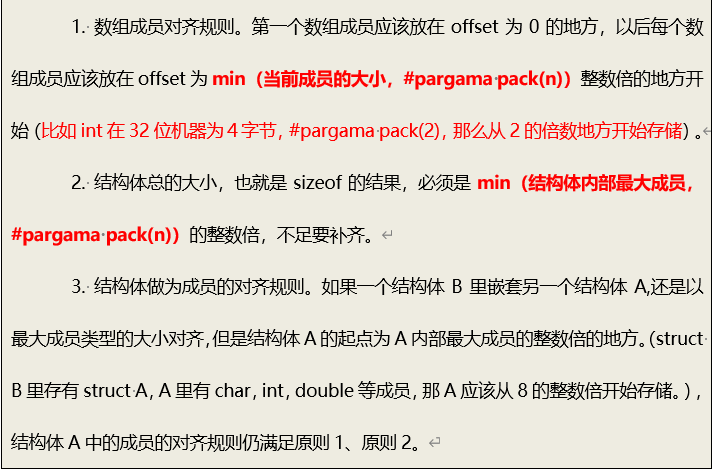 1. 数组成员对齐规则。第一个数组成员应该放在 offset 为 0 的地方，以后每个数
组成员应该放在 offset 为 min（当前成员的大小，#pargama pack(n)）整数倍的地方开
始（比如 int 在 32 位机器为４字节，#pargama pack(2)，那么从 2 的倍数地方开始存储）。
2. 结构体总的大小，也就是 sizeof 的结果，必须是 min（结构体内部最大成员，
#pargama pack(n)）的整数倍，不足要补齐。
3. 结构体做为成员的对齐规则。如果一个结构体 B 里嵌套另一个结构体 A,还是以
最大成员类型的大小对齐，但是结构体 A 的起点为 A 内部最大成员的整数倍的地方。（struct
B 里存有 struct A，A 里有 char，int，double 等成员，那 A 应该从 8 的整数倍开始存储。），
结构体 A 中的成员的对齐规则仍满足原则 1、原则 2。